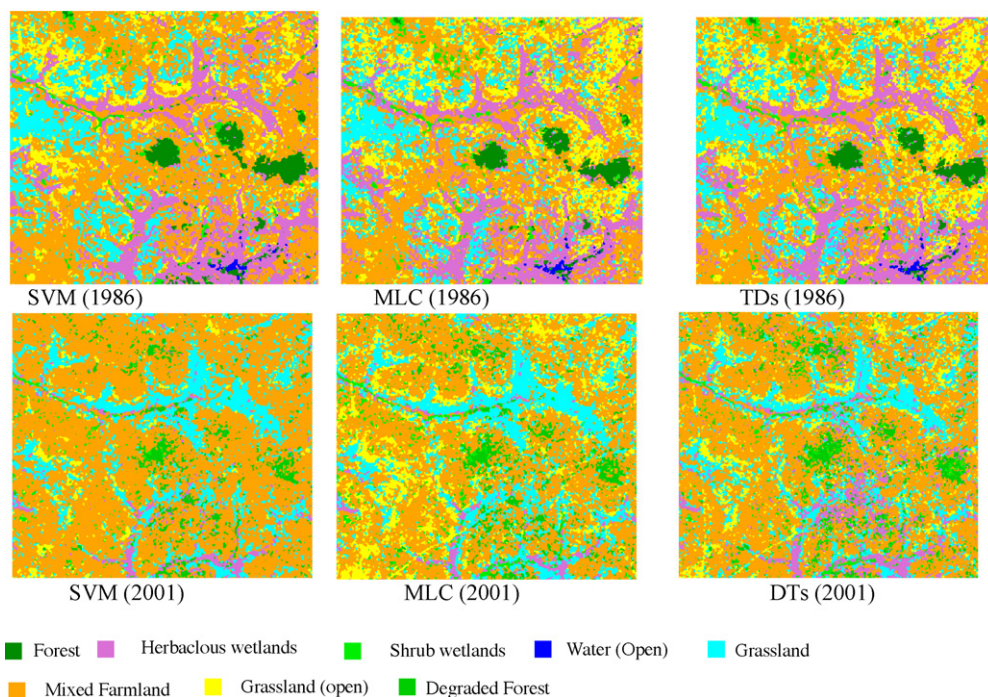 SVM (1986) MLC (1986) TDs (1986)
SVM (2001) MLC (2001) DTs (2001)
Forest Herbaclous wetlands Shrub wetlands Water (Open) Grassland
Mixed Farmland Grassland (open) Degraded Forest